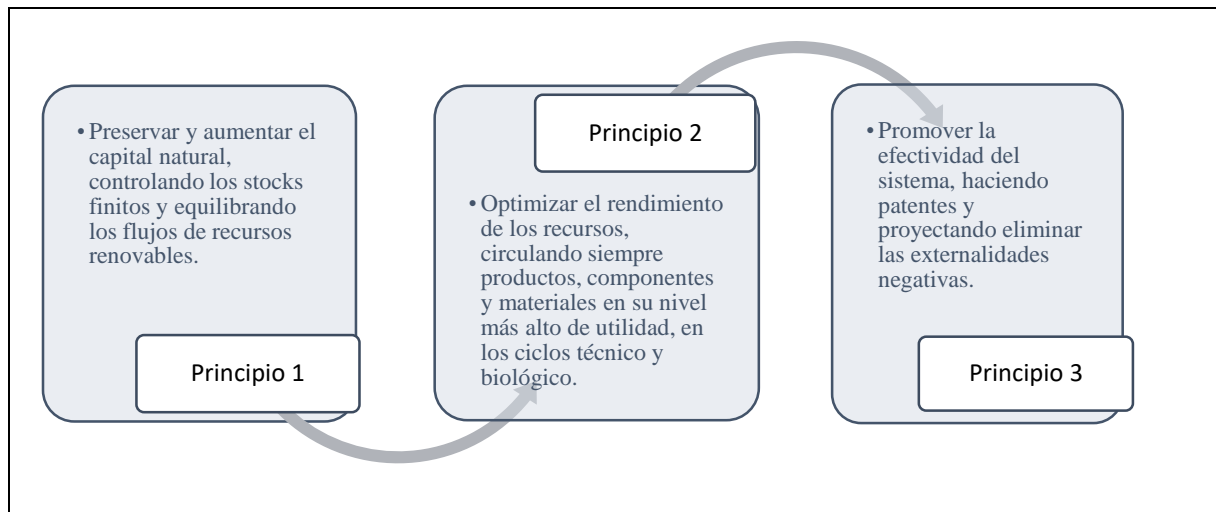 • Preservar y aumentar el
capital natural,
controlando los stocks
finitos y equilibrando
los flujos de recursos
renovables.
Principio 1
Principio 2
• Optimizar el rendimiento
de los recursos,
circulando siempre
productos, componentes
y materiales en su nivel
más alto de utilidad, en
los ciclos técnico y
biológico.
• Promover la
efectividad del
sistema, haciendo
patentes y
proyectando eliminar
las externalidades
negativas.
Principio 3